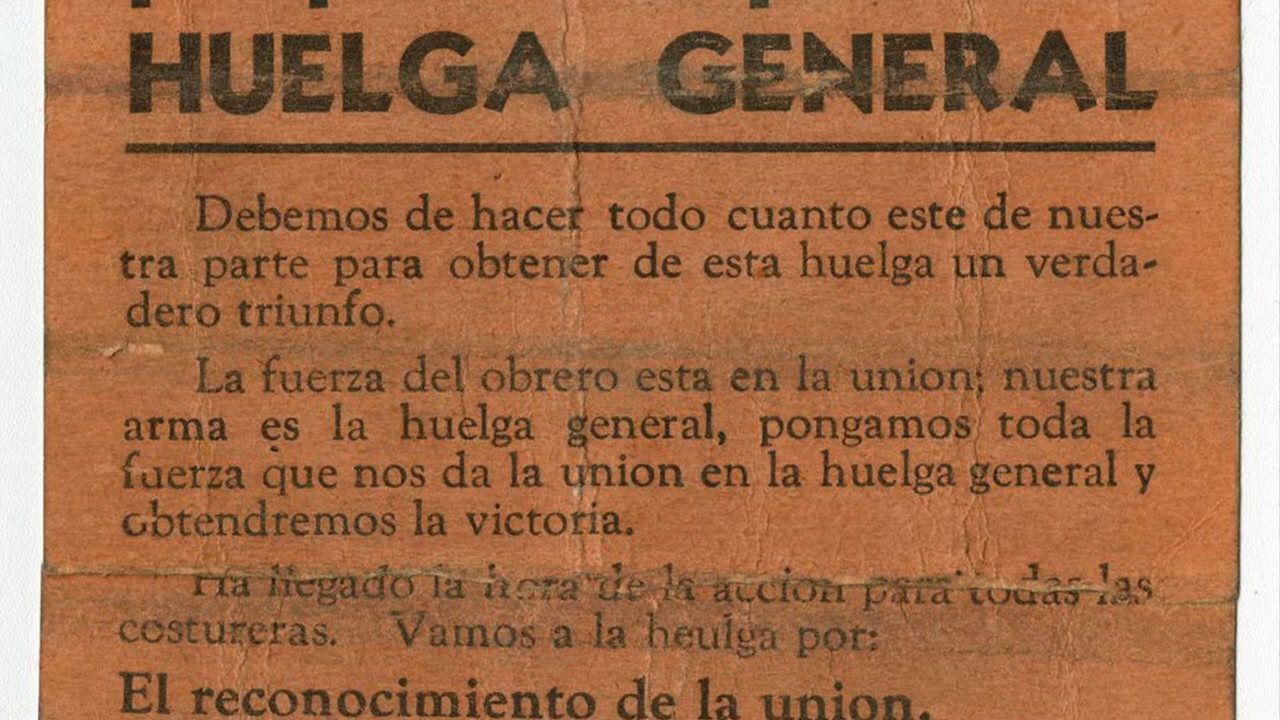 HUELGA GENERAL
Debemos de hacer todo cuanto este de nues-
tra parte para obtener de esta huelga un verda-
dero triunfo.
La fuerza del obrero esta en la union; nuestra
arma es la huelga general, pongamos toda la
fuerza que nos da la union en la huelga general y
obtendremos la victoria.
Ha llegado la hora de la accion para todas las
costureras. Vamos a la heulga por:
El reconocimiento de la union.